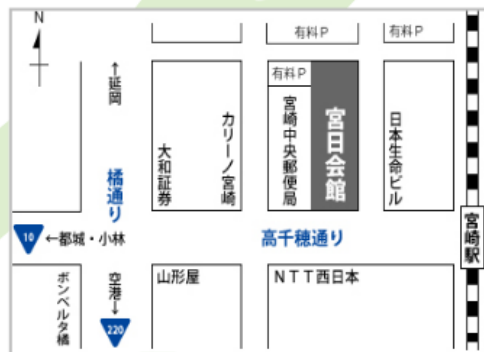 N
有料P
有料P
←延岡
有料P
大和証券
カリーノ宮崎
宮崎中央郵便局
宮日会館
日本生命ビル
橘通り
10
←都城・小林
高千穂通り
宮崎駅
ボンベルタ橘
空港→
220
山形屋
NTT西日本